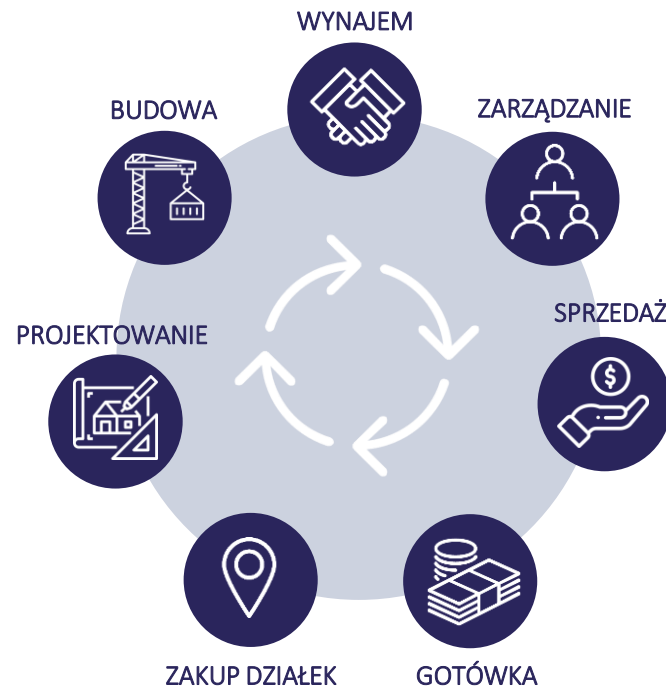 WYNAJEM
BUDOWA
ZARZĄDZANIE
SPRZEDAŻ
PROJEKTOWANIE
$
ZAKUP DZIAŁEK
GOTÓWKA